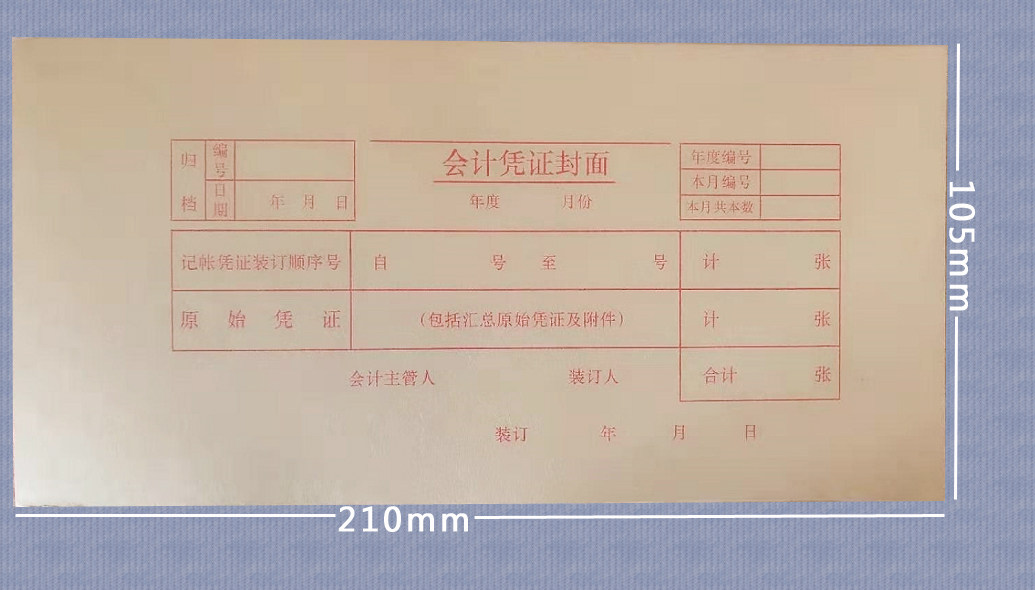 归档 编号
日期 年 月 日
会计凭证封面
年度 月份
年度编号
本月编号
本月共本数
记帐凭证装订顺序号 自 号 至 号 计 张
原始凭证 (包括汇总原始凭证及附件) 计 张
会计主管人 装订人 合计 张
装订 年 月 日
105mm
210mm